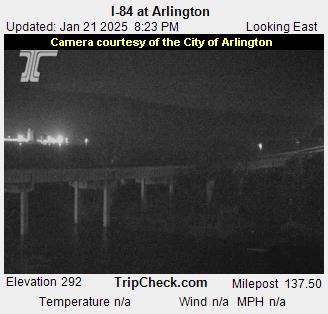 I-84 at Arlington
Updated: Jan 21 2025 8:23 PM Looking East
Camera courtesy of the City of Arlington
Elevation 292 TripCheck.com Milepost 137.50
Temperature n/a Wind n/a MPH n/a